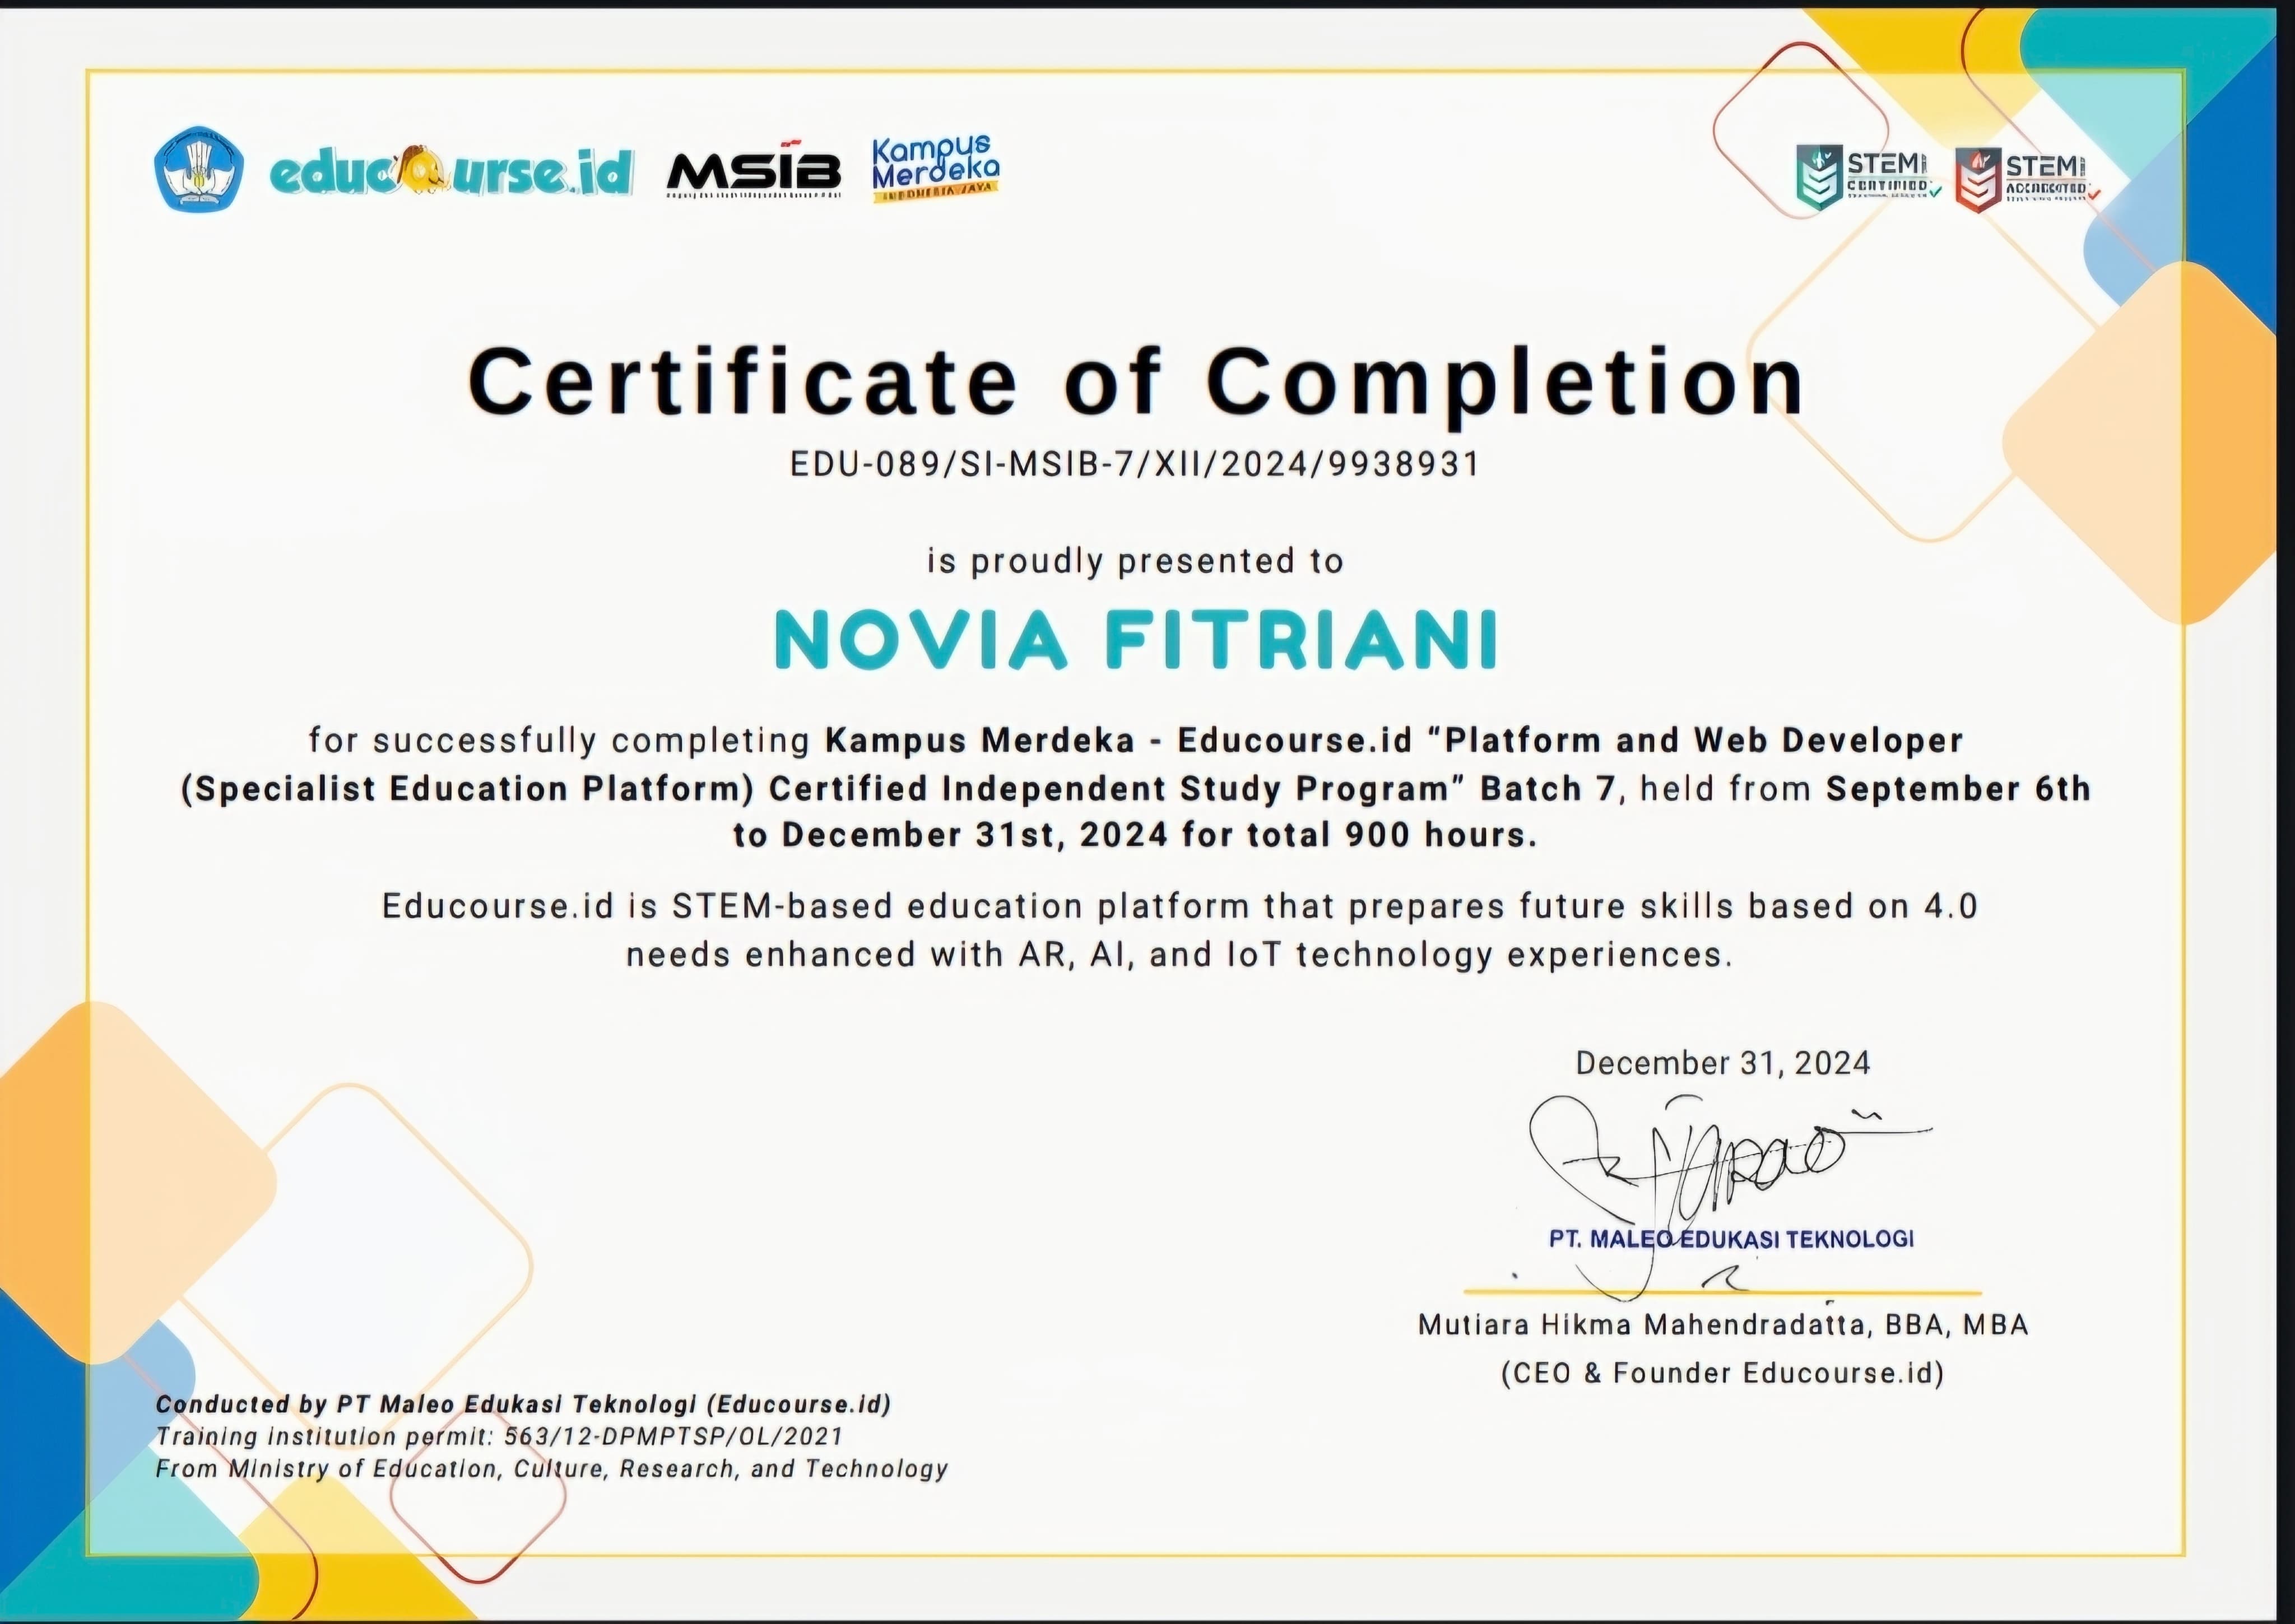 educourse.id
MSIB
Kampus
Merdeka
INDONESIA JAYA
STEM
CERTIFIED
STEM
ACCREDITED
Certificate of Completion
EDU-089/SI-MSIB-7/XII/2024/9938931
is proudly presented to
NOVIA FITRIANI
for successfully completing Kampus Merdeka - Educourse.id “Platform and Web Developer
(Specialist Education Platform) Certified Independent Study Program” Batch 7, held from September 6th
to December 31st, 2024 for total 900 hours.
Educourse.id is STEM-based education platform that prepares future skills based on 4.0
needs enhanced with AR, AI, and IoT technology experiences.
December 31, 2024
PT. MALEO EDUKASI TEKNOLOGI
Mutiara Hikma Mahendradatta, BBA, MBA
(CEO & Founder Educourse.id)
Conducted by PT Maleo Edukasi Teknologi (Educourse.id)
Training institution permit: 563/12-DPMPTSP/OL/2021
From Ministry of Education, Culture, Research, and Technology